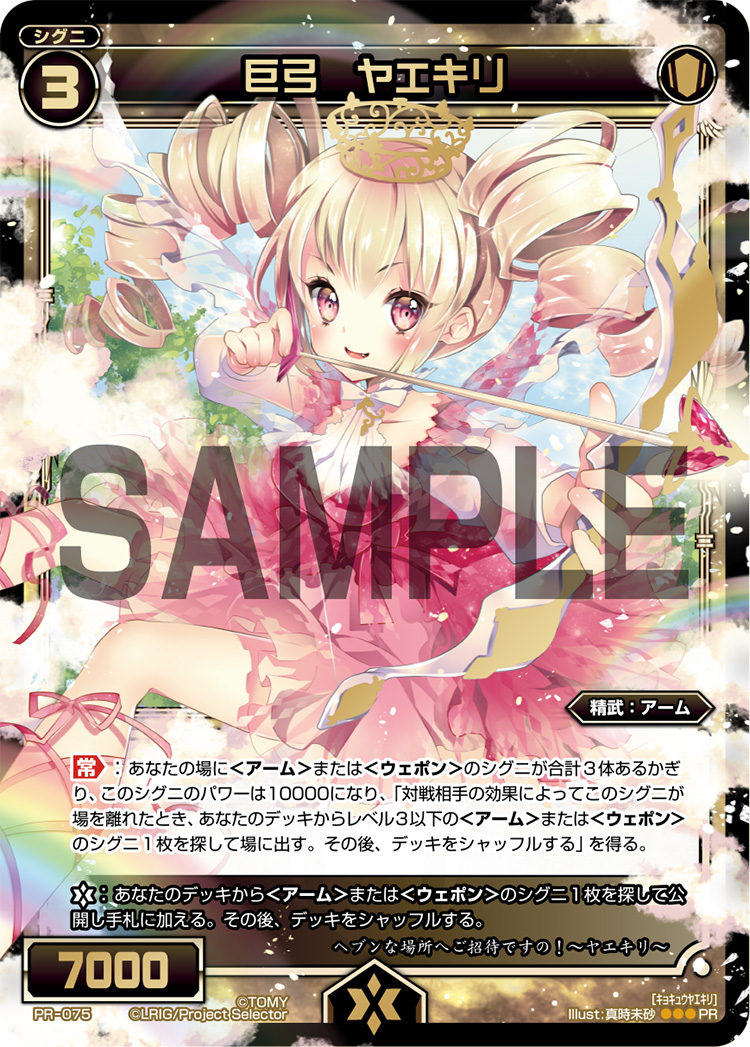 シグニ
3
巨弓 ヤエキリ
SAMPLE
精武:アーム
常:あなたの場に<アーム>または<ウェポン>のシグニが合計3体あるかぎ
り、このシグニのパワーは10000になり、「対戦相手の効果によってこのシグニが
場を離れたとき、あなたのデッキからレベル3以下の<アーム>または<ウェポン>
のシグニ1枚を探して場に出す。その後、デッキをシャッフルする」を得る。
:あなたのデッキから<アーム>または<ウェポン>のシグニ1枚を探して公
開し手札に加える。その後、デッキをシャッフルする。
ヘブンな場所へご招待ですの!~ヤエキリ~
7000
PR-075
©TOMY
©LRIG/Project Selector
[キョキュウヤエキリ]
Illust:真時未砂 PR